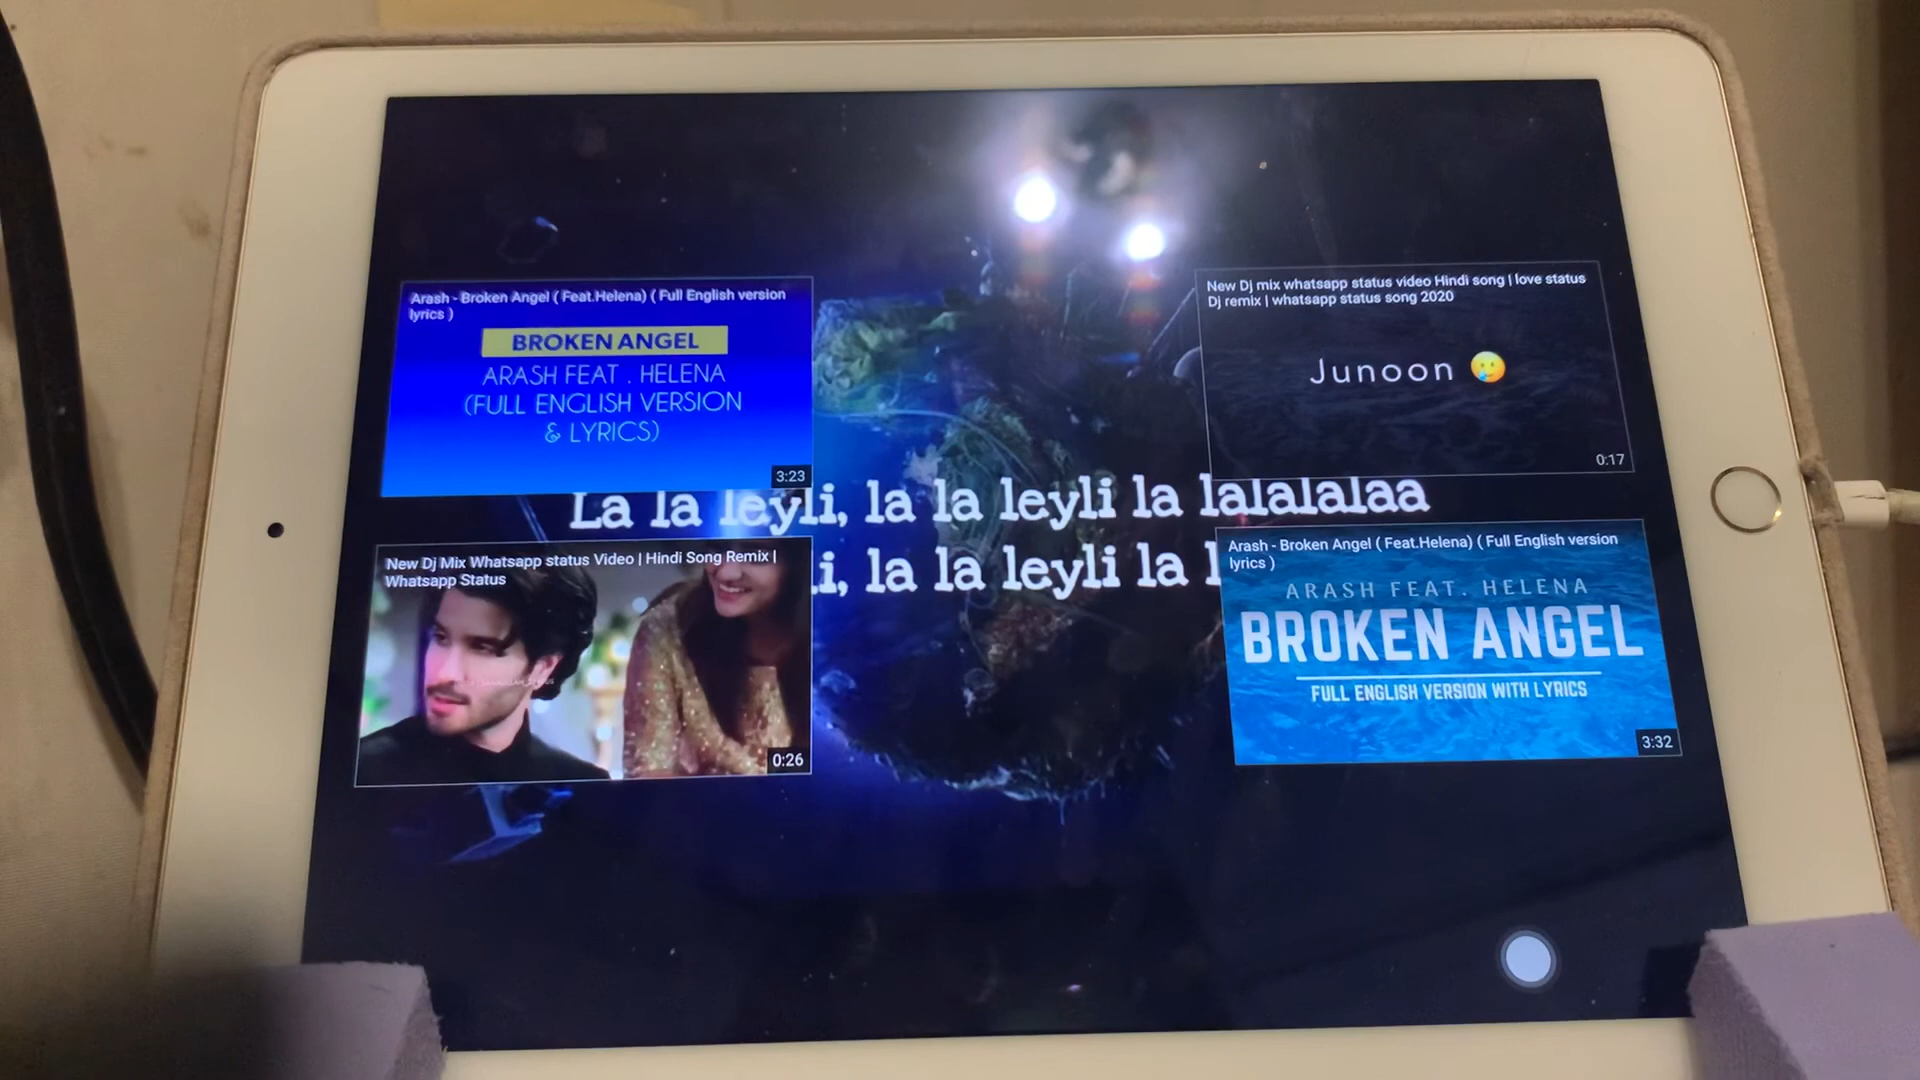 Arash - Broken Angel ( Feat.Helena) ( Full English version
lyrics )
BROKEN ANGEL
ARASH FEAT . HELENA
(FULL ENGLISH VERSION
& LYRICS)
3:23
New Dj mix whatsapp status video Hindi song | love status
Dj remix | whatsapp status song 2020
Junoon 🥲
0:17
La la leyli, la la leyli la lalalalaa
li, la la leyli la l
New Dj Mix Whatsapp status Video | Hindi Song Remix |
Whatsapp Status
0:26
Arash - Broken Angel ( Feat.Helena) ( Full English version
lyrics )
ARASH FEAT. HELENA
BROKEN ANGEL
FULL ENGLISH VERSION WITH LYRICS
3:32